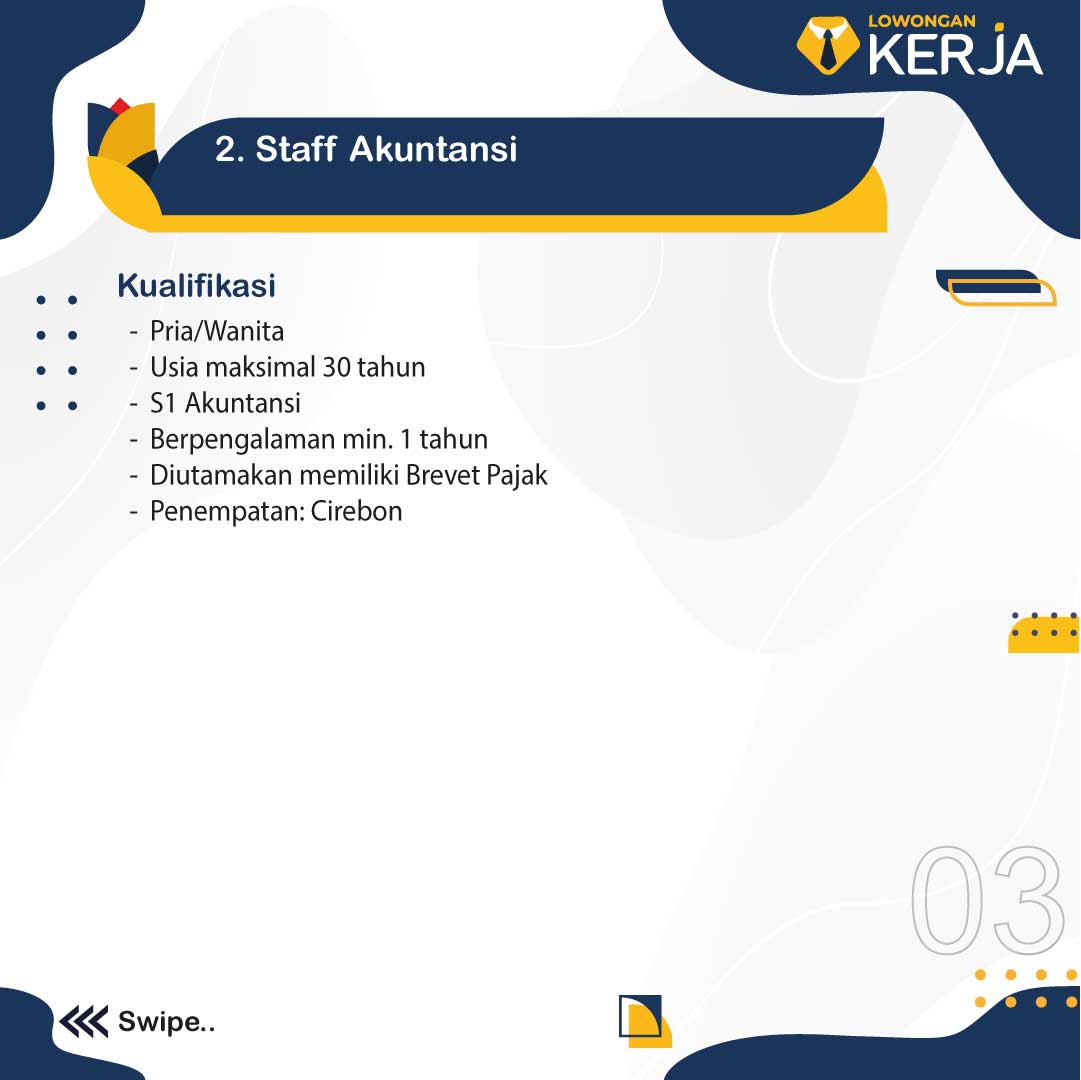 LOWONGAN
KERJA
2. Staff Akuntansi
Kualifikasi
- Pria/Wanita
- Usia maksimal 30 tahun
- S1 Akuntansi
- Berpengalaman min. 1 tahun
- Diutamakan memiliki Brevet Pajak
- Penempatan: Cirebon
03
Swipe..